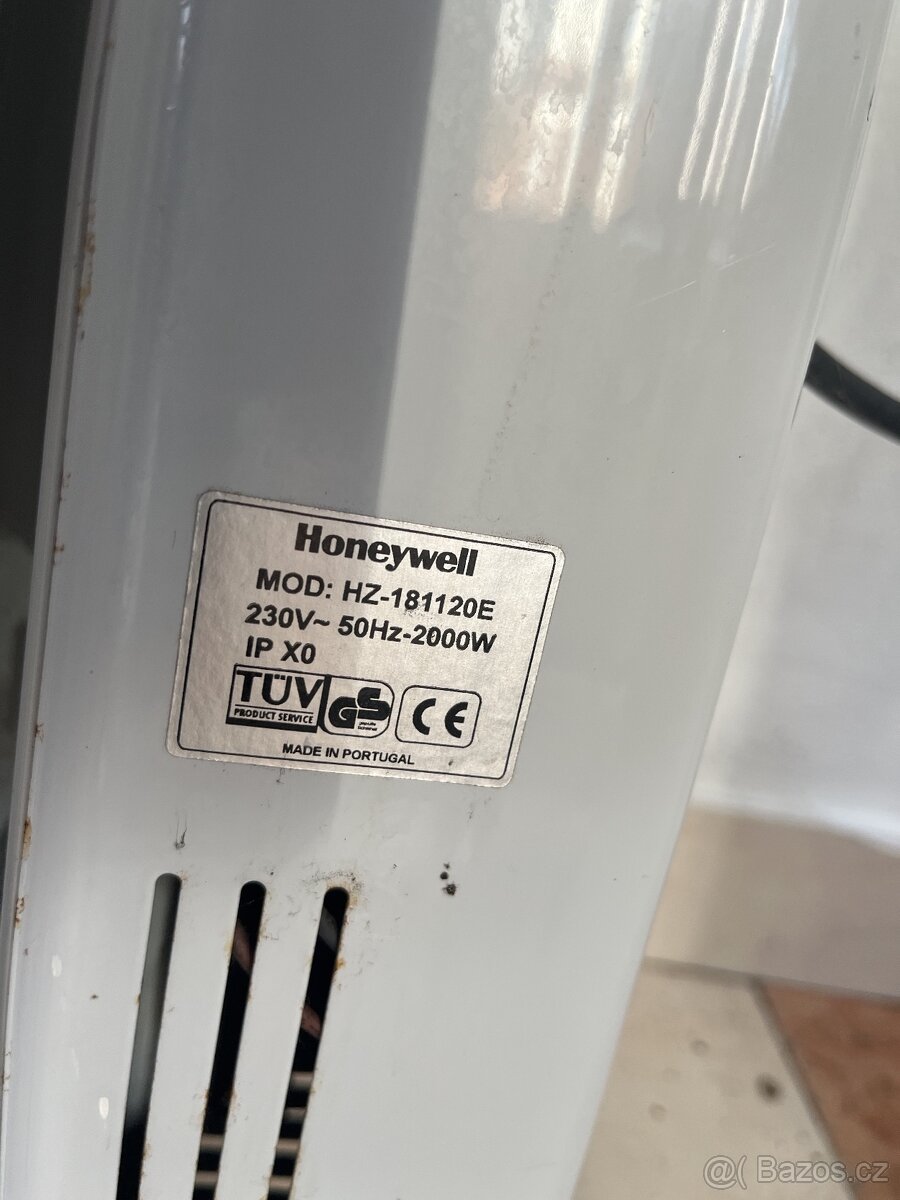 Honeywell
MOD: HZ-181120E
230V~ 50Hz-2000W
IP X0
TÜV
PRODUCT SERVICE
GS
CE
MADE IN PORTUGAL
@( Bazos.cz